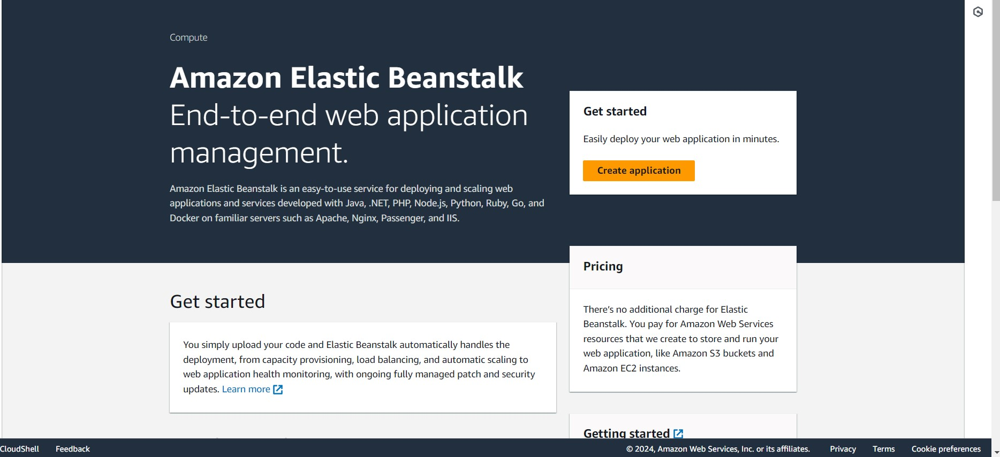 Compute
Amazon Elastic Beanstalk
End-to-end web application
management.
Amazon Elastic Beanstalk is an easy-to-use service for deploying and scaling web
applications and services developed with Java, .NET, PHP, Node.js, Python, Ruby, Go, and
Docker on familiar servers such as Apache, Nginx, Passenger, and IIS.
Get started
Easily deploy your web application in minutes.
Create application
Pricing
There’s no additional charge for Elastic
Beanstalk. You pay for Amazon Web Services
resources that we create to store and run your
web application, like Amazon S3 buckets and
Amazon EC2 instances.
Get started
You simply upload your code and Elastic Beanstalk automatically handles the
deployment, from capacity provisioning, load balancing, and automatic scaling to
web application health monitoring, with ongoing fully managed patch and security
updates. Learn more
Getting started
CloudShell
Feedback
© 2024, Amazon Web Services, Inc. or its affiliates.
Privacy
Terms
Cookie preferences